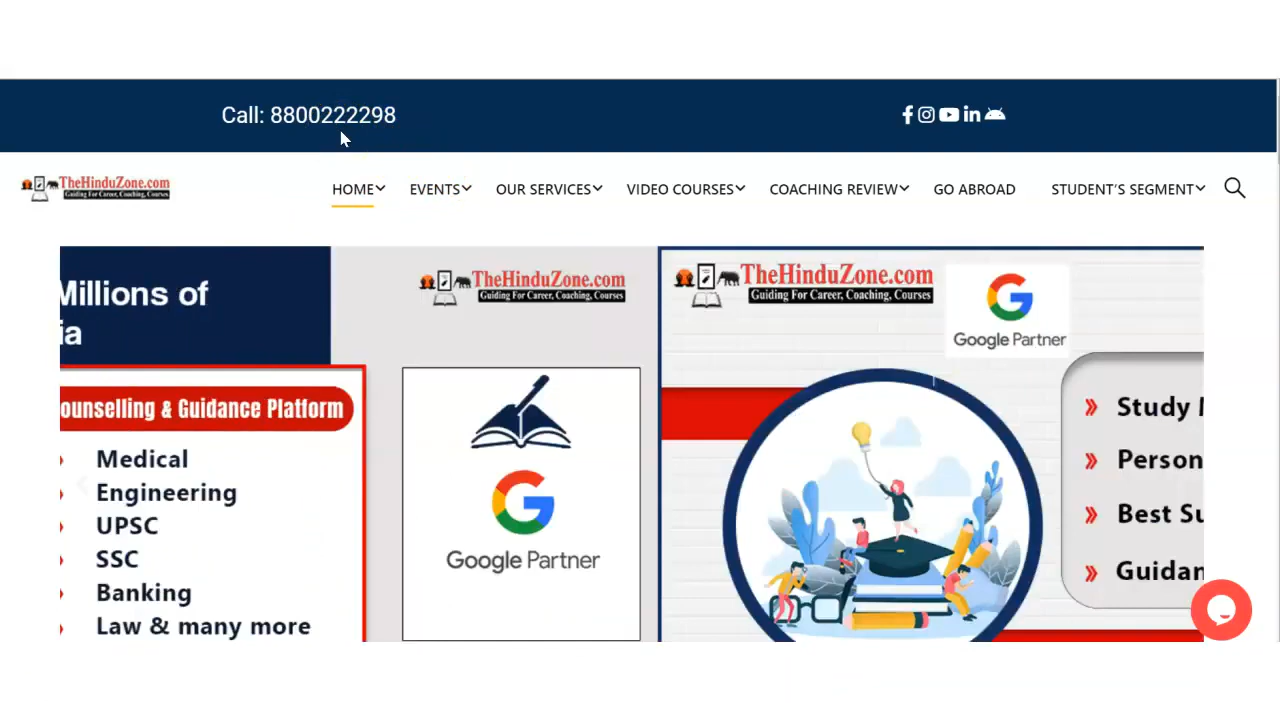 Call: 8800222298
TheHinduZone.com
Guiding For Career, Coaching, Courses
HOME EVENTS OUR SERVICES VIDEO COURSES COACHING REVIEW GO ABROAD STUDENT'S SEGMENT
Millions of
ia
ounselling & Guidance Platform
Medical
Engineering
UPSC
SSC
Banking
Law & many more
TheHinduZone.com
Guiding For Career, Coaching, Courses
Google Partner
TheHinduZone.com
Guiding For Career, Coaching, Courses
Google Partner
Study
Person
Best Su
Guidan